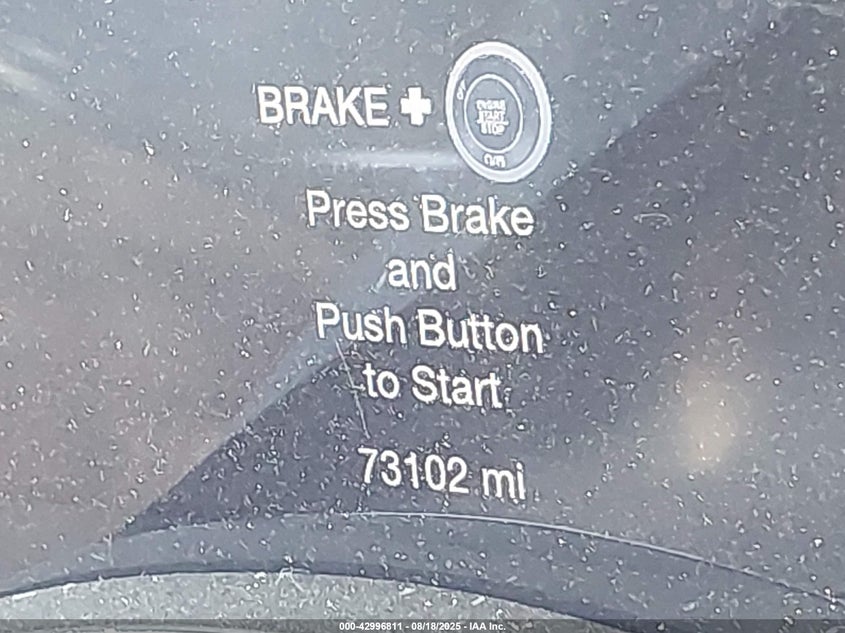 BRAKE + ENGINE START STOP
Press Brake
and
Push Button
to Start
73102 mi
000-42996811 - 08/18/2025 - IAA Inc.